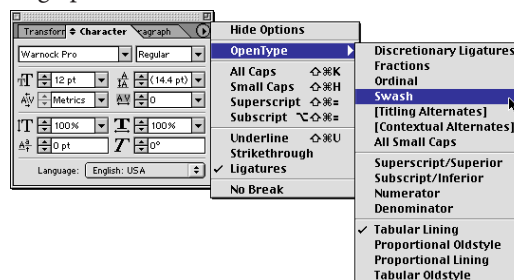 Transform Character ragraph
Warnock Pro Regular
12 pt (14.4 pt)
Metrics 0
100% 100%
0 pt 0°
Language: English: USA
Hide Options
OpenType
All Caps ⇧⌘K
Small Caps ⇧⌘H
Superscript ⇧⌘=
Subscript ⌥⇧⌘=
Underline ⇧⌘U
Strikethrough
✓ Ligatures
No Break
Discretionary Ligatures
Fractions
Ordinal
Swash
[Titling Alternates]
[Contextual Alternates]
All Small Caps
Superscript/Superior
Subscript/Inferior
Numerator
Denominator
✓ Tabular Lining
Proportional Oldstyle
Proportional Lining
Tabular Oldstyle